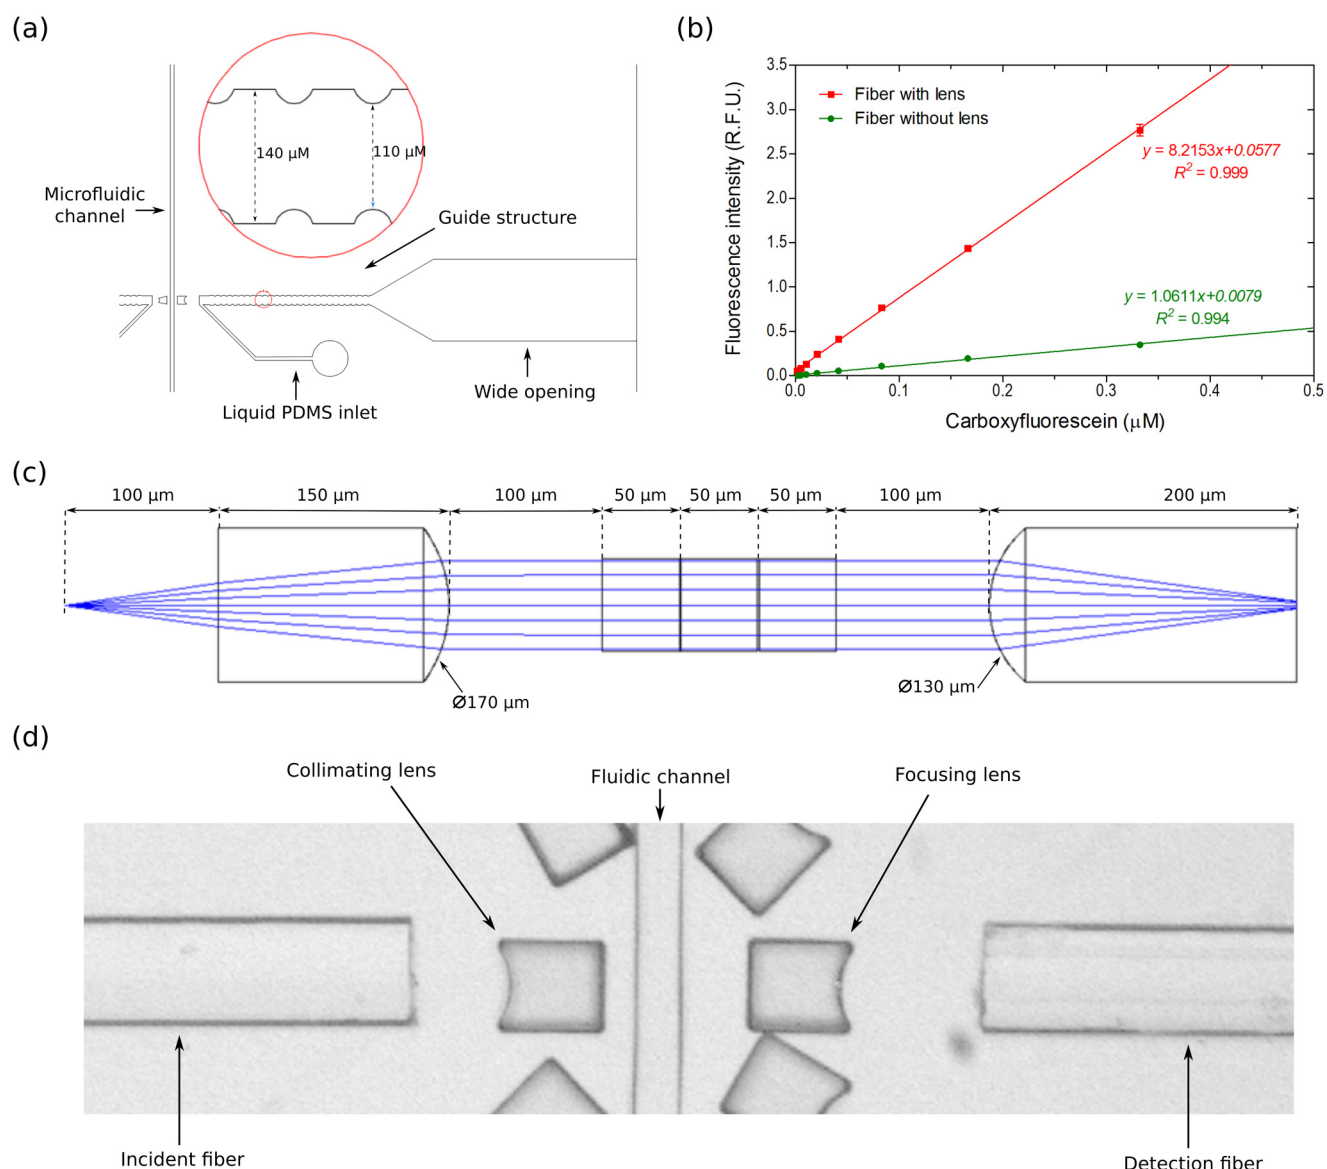 (a)
140 μM
110 μM
Microfluidic
channel
Guide structure
Wide opening
Liquid PDMS inlet
(b)
Fluorescence intensity (R.F.U.)
3.5
3.0
2.5
2.0
1.5
1.0
0.5
0.0
Fiber with lens
Fiber without lens
y = 8.2153x+0.0577
R² = 0.999
y = 1.0611x+0.0079
R² = 0.994
0.0 0.1 0.2 0.3 0.4 0.5
Carboxyfluorescein (μM)
(c)
100 μm 150 μm 100 μm 50 μm 50 μm 50 μm 100 μm 200 μm
Ø170 μm
Ø130 μm
(d)
Collimating lens
Fluidic channel
Focusing lens
Incident fiber
Detection fiber